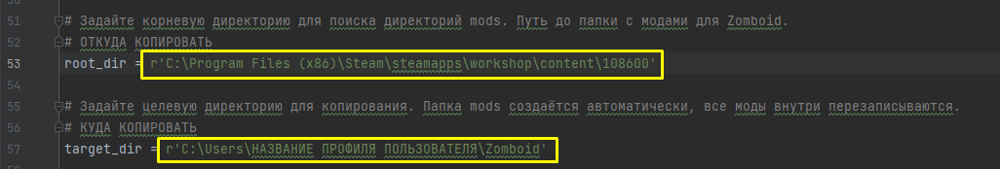 51 # Задайте корневую директорию для поиска директорий mods. Путь до папки с модами для Zomboid.
52 # ОТКУДА КОПИРОВАТЬ
53 root_dir = r'C:\Program Files (x86)\Steam\steamapps\workshop\content\108600'
54
55 # Задайте целевую директорию для копирования. Папка mods создаётся автоматически, все моды внутри перезаписываются.
56 # КУДА КОПИРОВАТЬ
57 target_dir = r'C:\Users\НАЗВАНИЕ ПРОФИЛЯ ПОЛЬЗОВАТЕЛЯ\Zomboid'